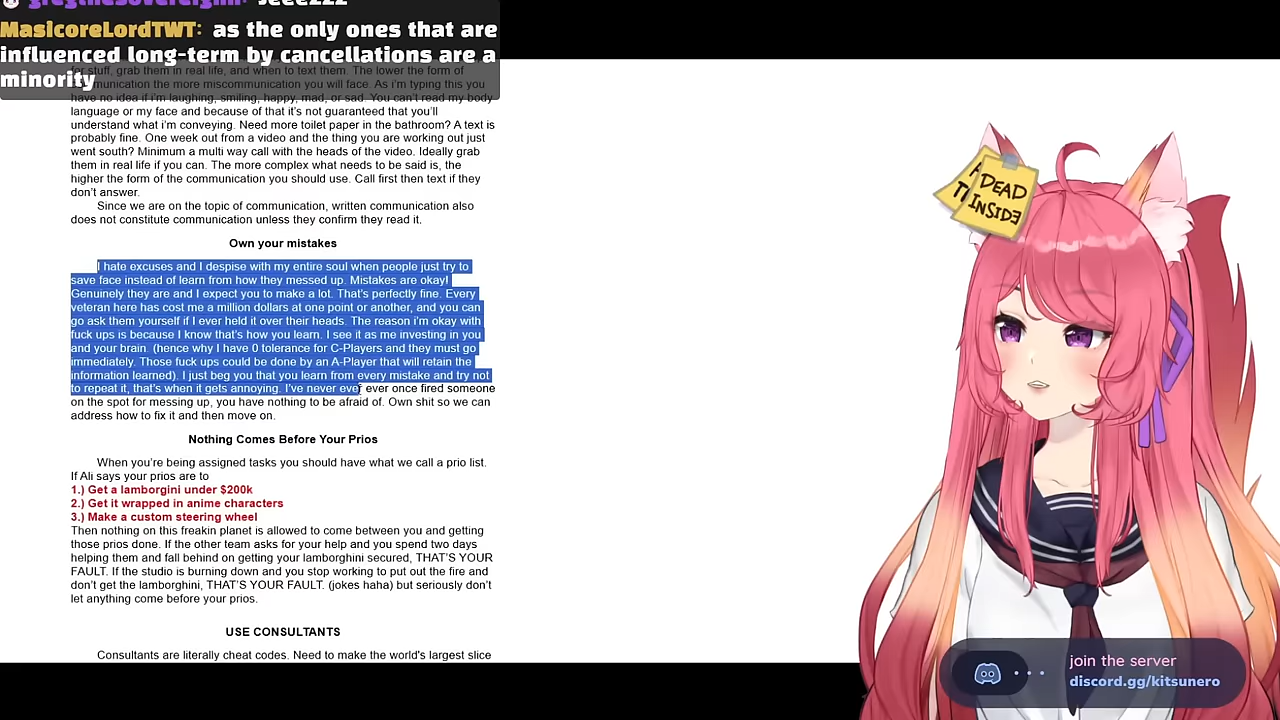 MasicoreLordTWT: as the only ones that are
influenced long-term by cancellations are a
minority
for stuff, grab them in real life, and when to text them. The lower the form of
communication the more miscommunication you will face. As i'm typing this you
have no idea if i'm laughing, smiling, happy, mad, or sad. You can't read my body
language or my face and because of that it's not guaranteed that you'll
understand what i'm conveying. Need more toilet paper in the bathroom? A text is
probably fine. One week out from a video and the thing you are working out just
went south? Minimum a multi way call with the heads of the video. Ideally grab
them in real life if you can. The more complex what needs to be said is, the
higher the form of the communication you should use. Call first then text if they
don't answer.
Since we are on the topic of communication, written communication also
does not constitute communication unless they confirm they read it.
Own your mistakes
I hate excuses and I despise with my entire soul when people just try to
save face instead of learn from how they messed up. Mistakes are okay!
Genuinely they are and I expect you to make a lot. That's perfectly fine. Every
veteran here has cost me a million dollars at one point or another, and you can
go ask them yourself if I ever held it over their heads. The reason i'm okay with
fuck ups is because I know that's how you learn. I see it as me investing in you
and your brain. (hence why I have 0 tolerance for C-Players and they must go
immediately. Those fuck ups could be done by an A-Player that will retain the
information learned). I just beg you that you learn from every mistake and try not
to repeat it, that's when it gets annoying. I've never ever ever once fired someone
on the spot for messing up, you have nothing to be afraid of. Own shit so we can
address how to fix it and then move on.
Nothing Comes Before Your Prios
When you're being assigned tasks you should have what we call a prio list.
If Ali says your prios are to
1.) Get a lamborgini under $200k
2.) Get it wrapped in anime characters
3.) Make a custom steering wheel
Then nothing on this freakin planet is allowed to come between you and getting
those prios done. If the other team asks for your help and you spend two days
helping them and fall behind on getting your lamborghini secured, THAT'S YOUR
FAULT. If the studio is burning down and you stop working to put out the fire and
don't get the lamborghini, THAT'S YOUR FAULT. (jokes haha) but seriously don't
let anything come before your prios.
USE CONSULTANTS
Consultants are literally cheat codes. Need to make the world's largest slice
DEAD
INSIDE
join the server
discord.gg/kitsunero